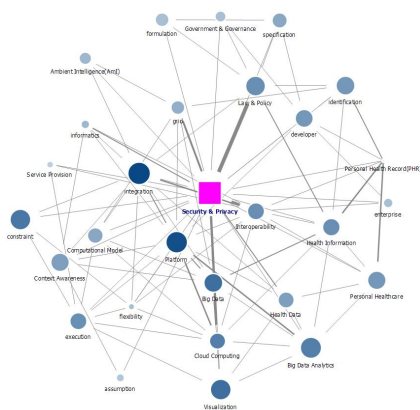 formulation
Government & Governance
specification
Ambient Intelligence(AmI)
Law & Policy
identification
informatics
developer
Service Provision
integration
Personal Health Record(PHR)
Security & Privacy
enterprise
constraint
Computational Model
Interoperability
Health Information
Context Awareness
Platform
Big Data
Health Data
Personal Healthcare
flexibility
execution
Cloud Computing
Big Data Analytics
assumption
Visualization